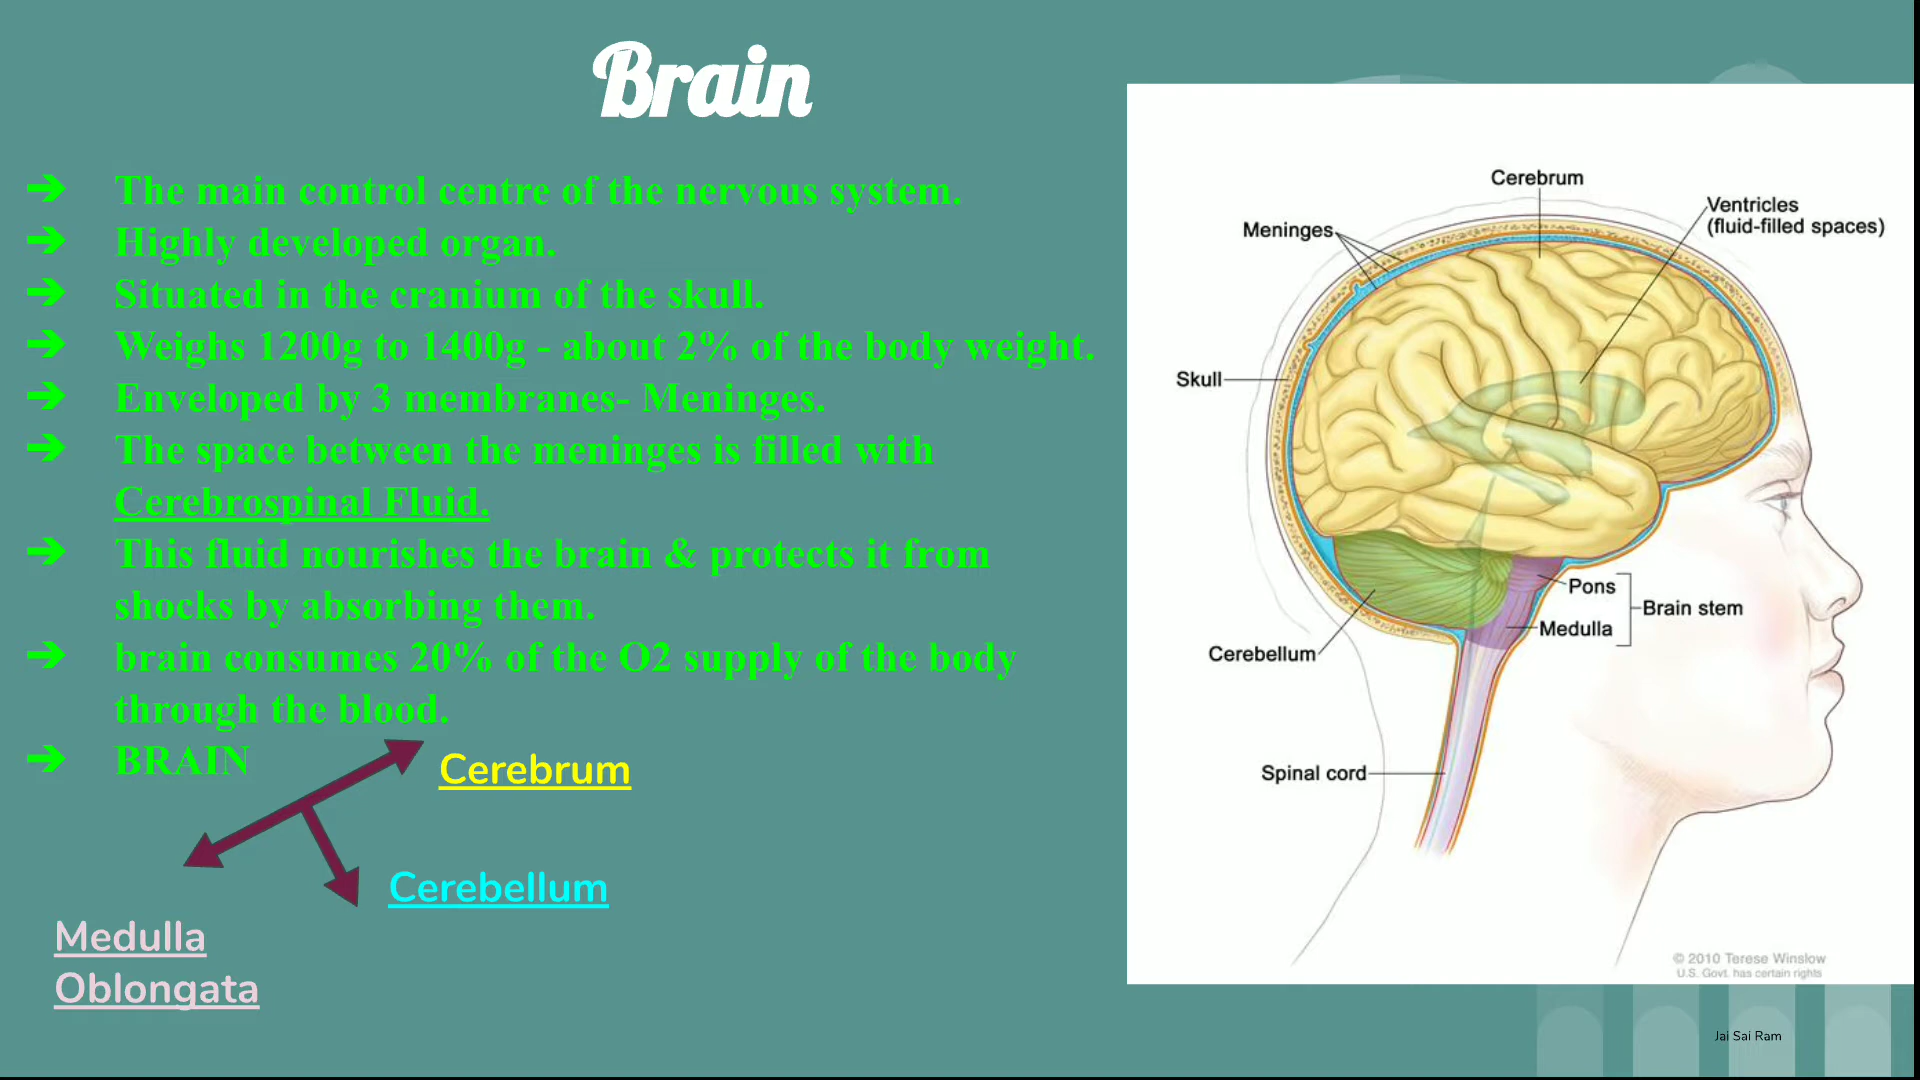 Brain
➔ The main control centre of the nervous system.
➔ Highly developed organ.
➔ Situated in the cranium of the skull.
➔ Weighs 1200g to 1400g - about 2% of the body weight.
➔ Enveloped by 3 membranes- Meninges.
➔ The space between the meninges is filled with
Cerebrospinal Fluid.
➔ This fluid nourishes the brain & protects it from
shocks by absorbing them.
➔ brain consumes 20% of the O2 supply of the body
through the blood.
➔ BRAIN
Cerebrum
Cerebellum
Medulla
Oblongata
Cerebrum
Ventricles
(fluid-filled spaces)
Meninges
Skull
Pons
Brain stem
Medulla
Cerebellum
Spinal cord
© 2010 Terese Winslow
U.S. Govt. has certain rights
Jai Sai Ram